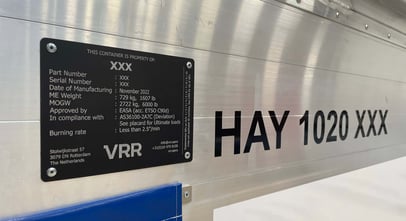 THIS CONTAINER IS PROPERTY OF
XXX
Part Number : XXX
Serial Number : XXX
Date of Manufacturing : November 2022
ME Weight : 729 kg, 1607 lb
MOGW : 2722 kg, 6000 lb
Approved by : EASA (acc. ETSO C90d)
In compliance with : AS36100-2A7C (Deviation)
See placard for Ultimate loads
Burning rate : Less than 2.5"/min
Stolwijkstraat 57
3079 DN Rotterdam
The Netherlands
VRR
HAY 1020 XXX